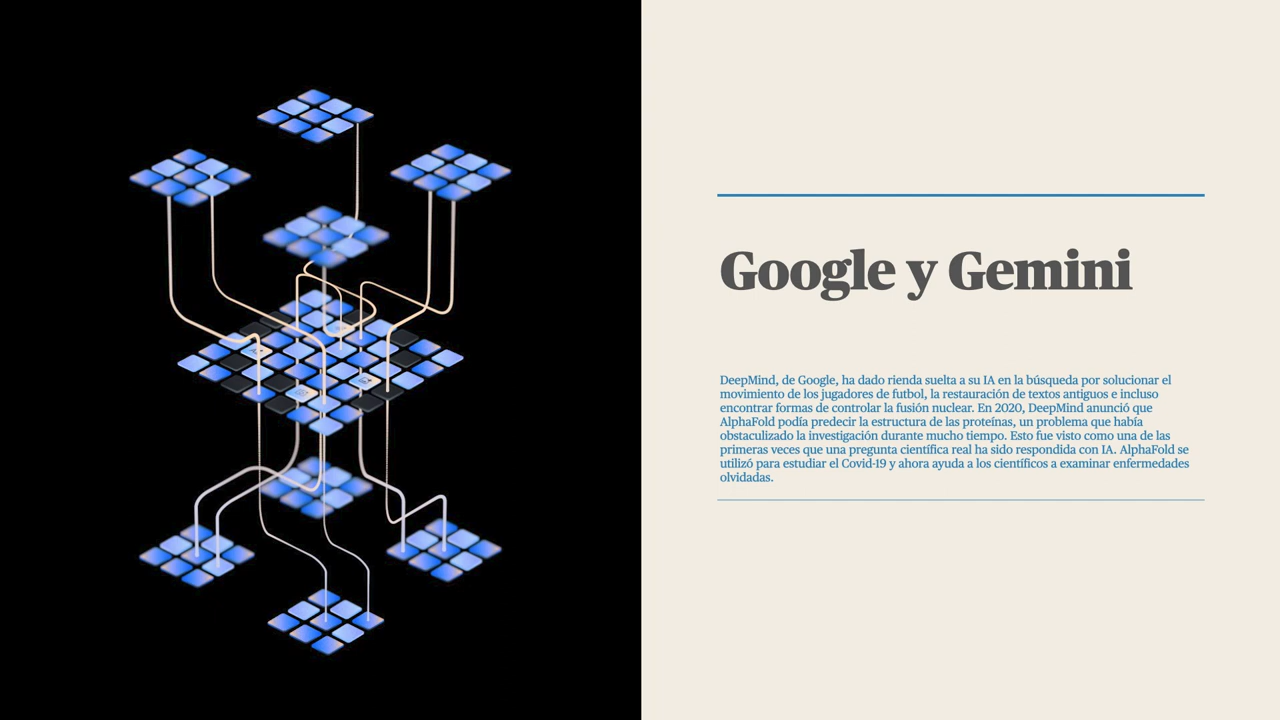 Google y Gemini
DeepMind, de Google, ha dado rienda suelta a su IA en la búsqueda por solucionar el
movimiento de los jugadores de futbol, la restauración de textos antiguos e incluso
encontrar formas de controlar la fusión nuclear. En 2020, DeepMind anunció que
AlphaFold podía predecir la estructura de las proteínas, un problema que había
obstaculizado la investigación durante mucho tiempo. Esto fue visto como una de las
primeras veces que una pregunta científica real ha sido respondida con IA. AlphaFold se
utilizó para estudiar el Covid-19 y ahora ayuda a los científicos a examinar enfermedades
olvidadas.